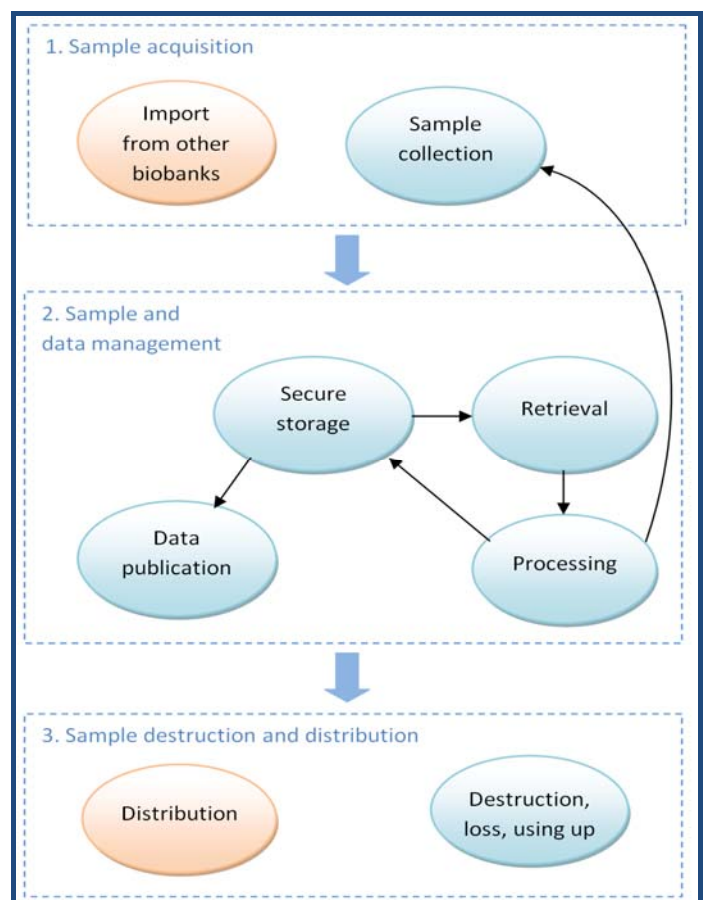 1. Sample acquisition
Import
from other
biobanks
Sample
collection
2. Sample and
data management
Secure
storage
Retrieval
Data
publication
Processing
3. Sample destruction and distribution
Distribution
Destruction,
loss, using up